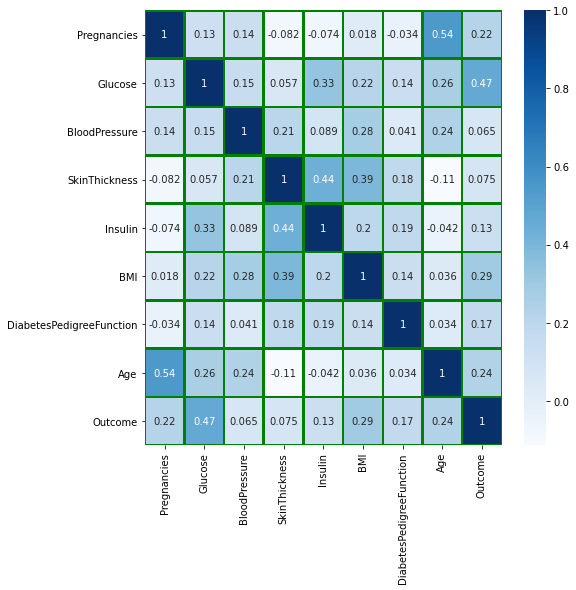 Pregnancies 1 0.13 0.14 -0.082 -0.074 0.018 -0.034 0.54 0.22
Glucose 0.13 1 0.15 0.057 0.33 0.22 0.14 0.26 0.47
BloodPressure 0.14 0.15 1 0.21 0.089 0.28 0.041 0.24 0.065
SkinThickness -0.082 0.057 0.21 1 0.44 0.39 0.18 -0.11 0.075
Insulin -0.074 0.33 0.089 0.44 1 0.2 0.19 -0.042 0.13
BMI 0.018 0.22 0.28 0.39 0.2 1 0.14 0.036 0.29
DiabetesPedigreeFunction -0.034 0.14 0.041 0.18 0.19 0.14 1 0.034 0.17
Age 0.54 0.26 0.24 -0.11 -0.042 0.036 0.034 1 0.24
Outcome 0.22 0.47 0.065 0.075 0.13 0.29 0.17 0.24 1
Pregnancies
Glucose
BloodPressure
SkinThickness
Insulin
BMI
DiabetesPedigreeFunction
Age
Outcome
1.0
0.8
0.6
0.4
0.2
0.0